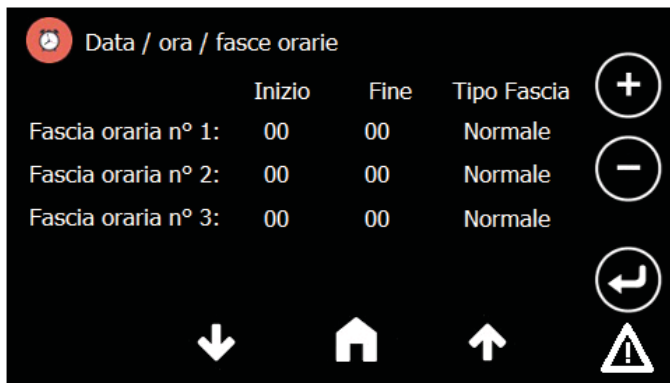 Data / ora / fasce orarie
Inizio Fine Tipo Fascia
Fascia oraria n° 1: 00 00 Normale
Fascia oraria n° 2: 00 00 Normale
Fascia oraria n° 3: 00 00 Normale